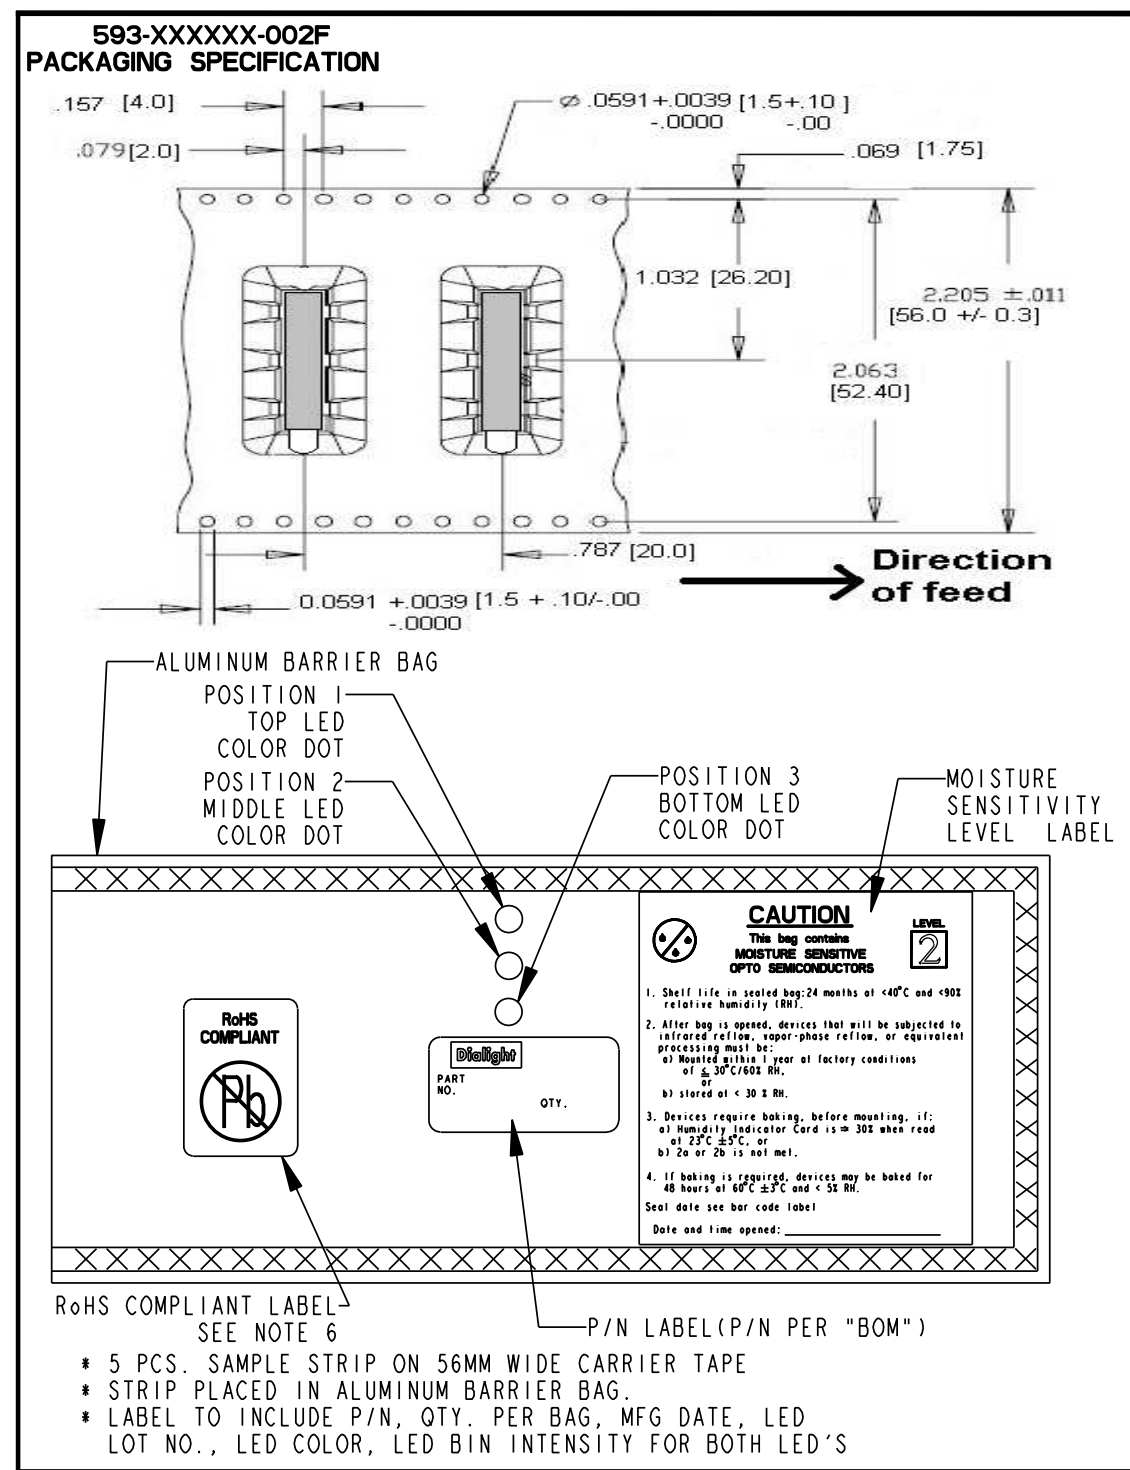 593-XXXXXX-002F
PACKAGING SPECIFICATION
.157 [4.0]
Ø .0591+.0039 [1.5+.10 ]
-.0000 -.00
.079[2.0]
.069 [1.75]
1.032 [26.20]
2.205 ±.011
[56.0 +/- 0.3]
2.063
[52.40]
.787 [20.0]
Direction
of feed
0.0591 +.0039 [1.5 + .10/-.00
-.0000
ALUMINUM BARRIER BAG
POSITION 1
TOP LED
COLOR DOT
POSITION 2
MIDDLE LED
COLOR DOT
POSITION 3
BOTTOM LED
COLOR DOT
MOISTURE
SENSITIVITY
LEVEL LABEL
CAUTION
This bag contains
MOISTURE SENSITIVE
OPTO SEMICONDUCTORS
LEVEL
2
1. Shelf life in sealed bag:24 months at <40°C and <90%
relative humidity (RH).
2. After bag is opened, devices that will be subjected to
infrared reflow, vapor-phase reflow, or equivalent
processing must be:
a) Mounted within 1 year at factory conditions
of ≤ 30°C/60% RH,
or
b) stored at < 30 % RH.
3. Devices require baking, before mounting, if:
a) Humidity Indicator Card is => 30% when read
at 23°C ±5°C, or
b) 2a or 2b is not met.
4. If baking is required, devices may be baked for
48 hours at 60°C ±3°C and < 5% RH.
Seal date see bar code label
Date and time opened:
RoHS
COMPLIANT
Pb
Dialight
PART
NO.
QTY.
RoHS COMPLIANT LABEL
SEE NOTE 6
P/N LABEL(P/N PER "BOM")
* 5 PCS. SAMPLE STRIP ON 56MM WIDE CARRIER TAPE
* STRIP PLACED IN ALUMINUM BARRIER BAG.
* LABEL TO INCLUDE P/N, QTY. PER BAG, MFG DATE, LED
LOT NO., LED COLOR, LED BIN INTENSITY FOR BOTH LED'S